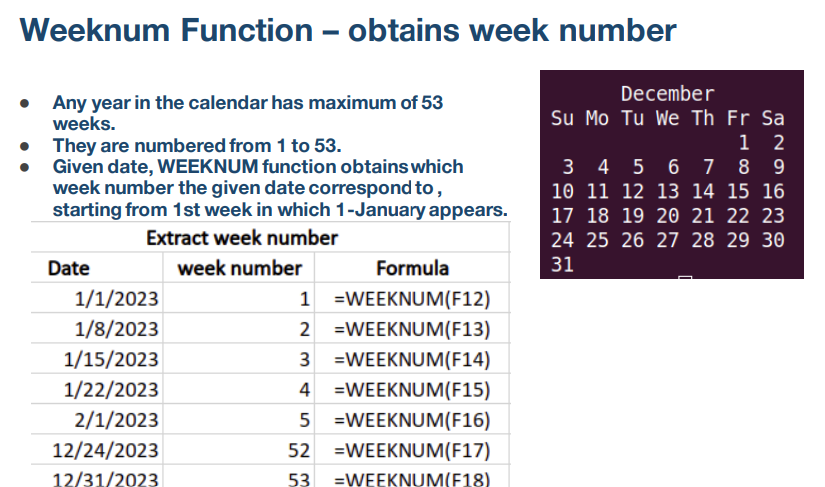 Weeknum Function – obtains week number
● Any year in the calendar has maximum of 53
weeks.
● They are numbered from 1 to 53.
● Given date, WEEKNUM function obtains which
week number the given date correspond to ,
starting from 1st week in which 1-January appears.
Extract week number
Date week number Formula
1/1/2023 1 =WEEKNUM(F12)
1/8/2023 2 =WEEKNUM(F13)
1/15/2023 3 =WEEKNUM(F14)
1/22/2023 4 =WEEKNUM(F15)
2/1/2023 5 =WEEKNUM(F16)
12/24/2023 52 =WEEKNUM(F17)
12/31/2023 53 =WEEKNUM(F18)
December
Su Mo Tu We Th Fr Sa
1 2
3 4 5 6 7 8 9
10 11 12 13 14 15 16
17 18 19 20 21 22 23
24 25 26 27 28 29 30
31